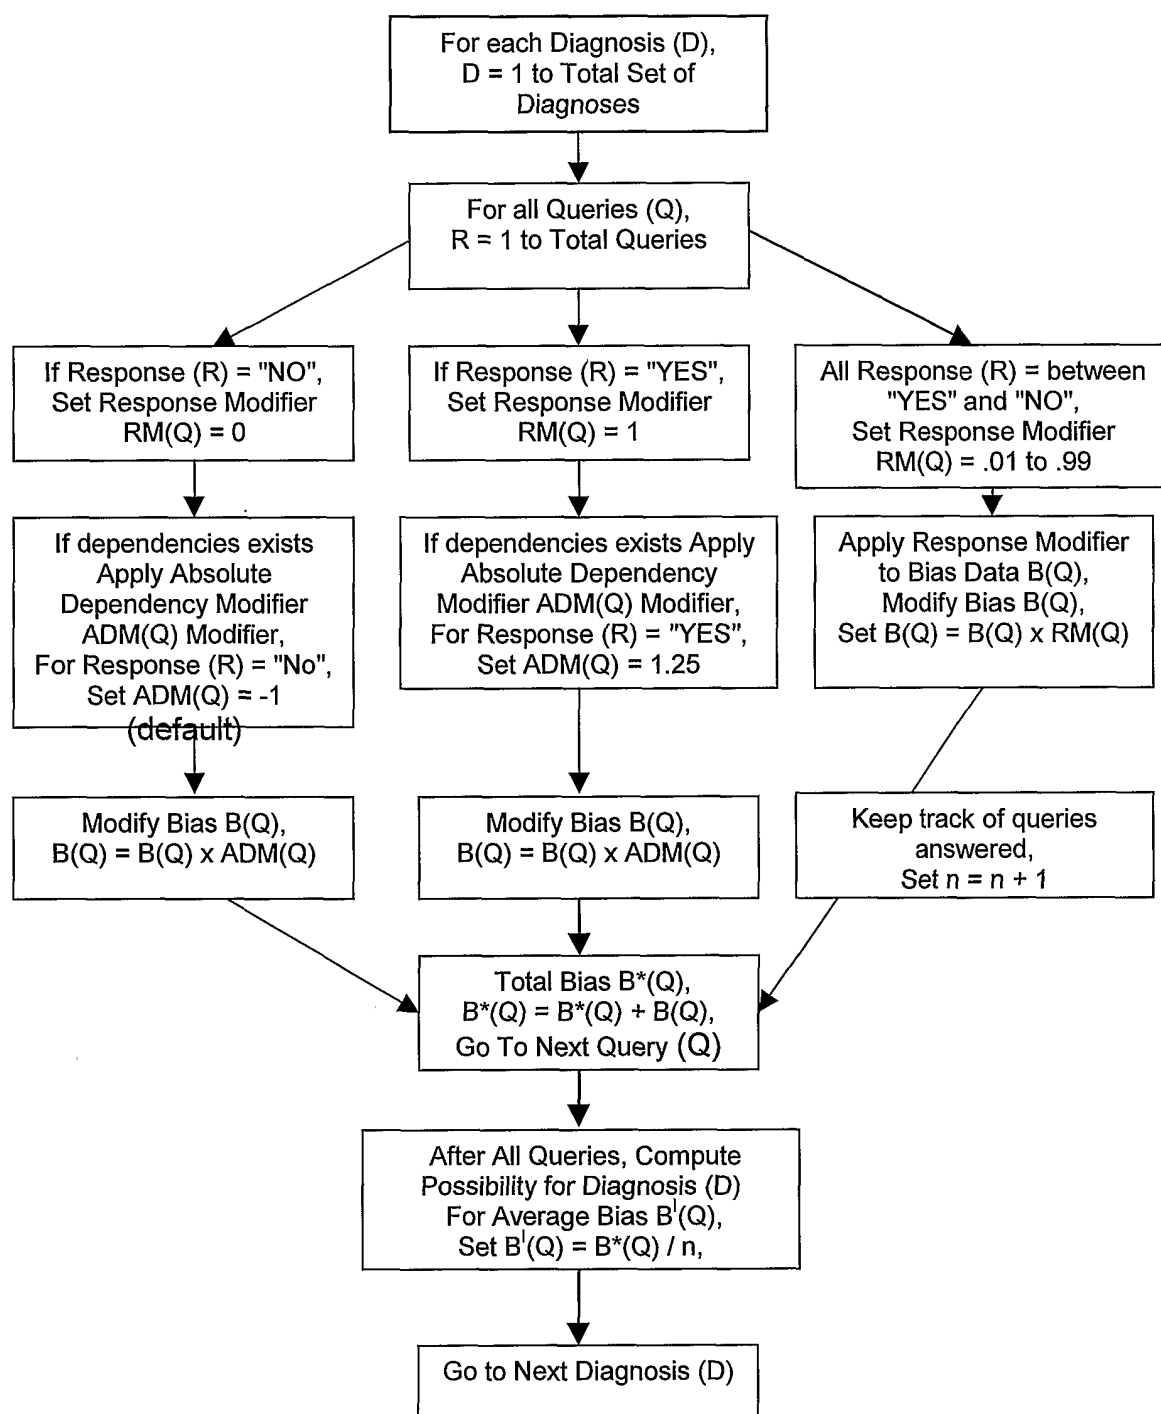 For each Diagnosis (D),
D = 1 to Total Set of
Diagnoses
For all Queries (Q),
R = 1 to Total Queries
If Response (R) = "NO",
Set Response Modifier
RM(Q) = 0
If Response (R) = "YES",
Set Response Modifier
RM(Q) = 1
All Response (R) = between
"YES" and "NO",
Set Response Modifier
RM(Q) = .01 to .99
If dependencies exists
Apply Absolute
Dependency Modifier
ADM(Q) Modifier,
For Response (R) = "No",
Set ADM(Q) = -1
(default)
If dependencies exists Apply
Absolute Dependency
Modifier ADM(Q) Modifier,
For Response (R) = "YES",
Set ADM(Q) = 1.25
Apply Response Modifier
to Bias Data B(Q),
Modify Bias B(Q),
Set B(Q) = B(Q) x RM(Q)
Modify Bias B(Q),
B(Q) = B(Q) x ADM(Q)
Modify Bias B(Q),
B(Q) = B(Q) x ADM(Q)
Keep track of queries
answered,
Set n = n + 1
Total Bias B*(Q),
B*(Q) = B*(Q) + B(Q),
Go To Next Query (Q)
After All Queries, Compute
Possibility for Diagnosis (D)
For Average Bias B^I(Q),
Set B^I(Q) = B*(Q) / n,
Go to Next Diagnosis (D)